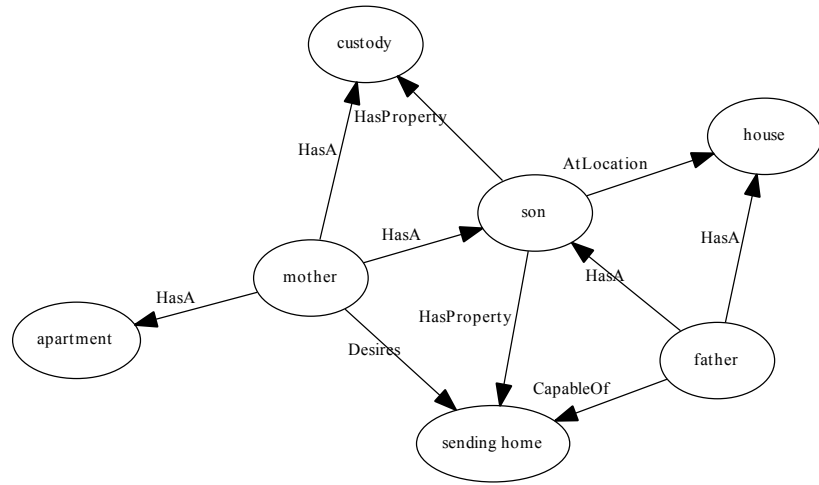 custody
HasProperty
house
HasA
AtLocation
son
HasA
HasA
mother
HasA
HasA
apartment
HasProperty
Desires
father
CapableOf
sending home